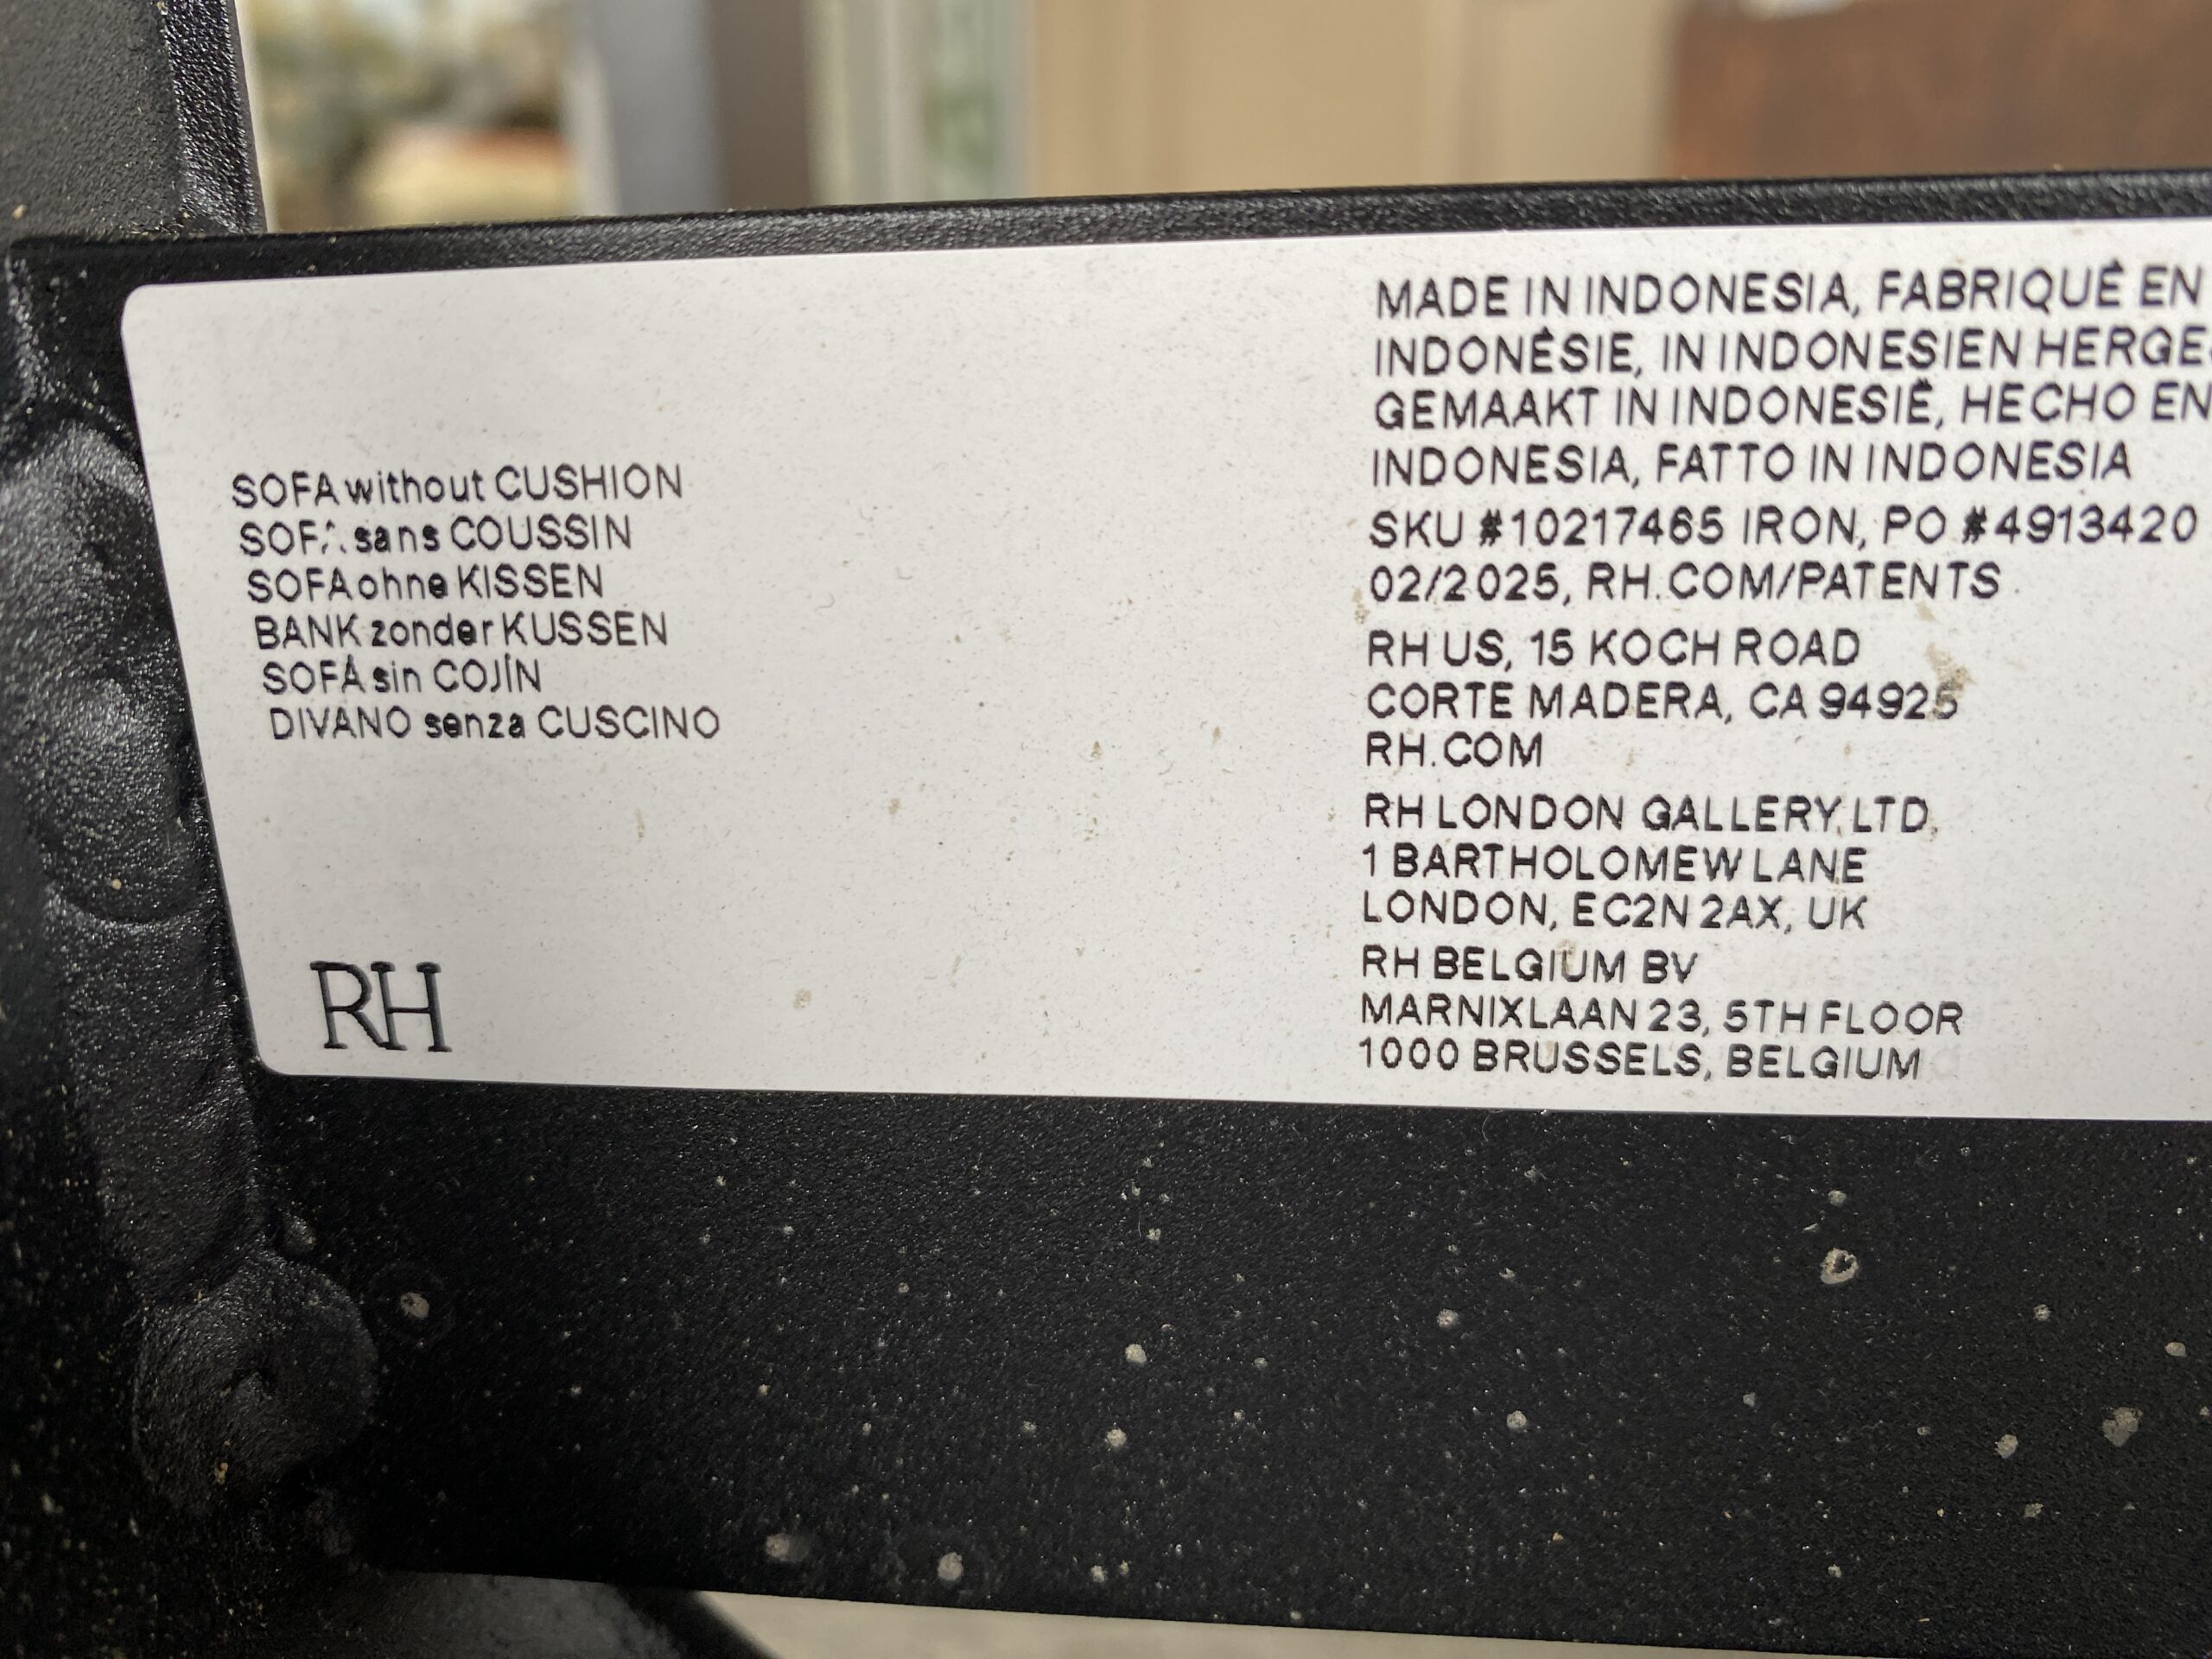 SOFA without CUSHION
SOFA sans COUSSIN
SOFA ohne KISSEN
BANK zonder KUSSEN
SOFÁ sin COJÍN
DIVANO senza CUSCINO
RH
MADE IN INDONESIA, FABRIQUÉ EN
INDONÉSIE, IN INDONESIEN HERGE
GEMAAKT IN INDONESIË, HECHO EN
INDONESIA, FATTO IN INDONESIA
SKU #10217465 IRON, PO #4913420
02/2025, RH.COM/PATENTS
RH US, 15 KOCH ROAD
CORTE MADERA, CA 94925
RH.COM
RH LONDON GALLERY LTD
1 BARTHOLOMEW LANE
LONDON, EC2N 2AX, UK
RH BELGIUM BV
MARNIXLAAN 23, 5TH FLOOR
1000 BRUSSELS, BELGIUM